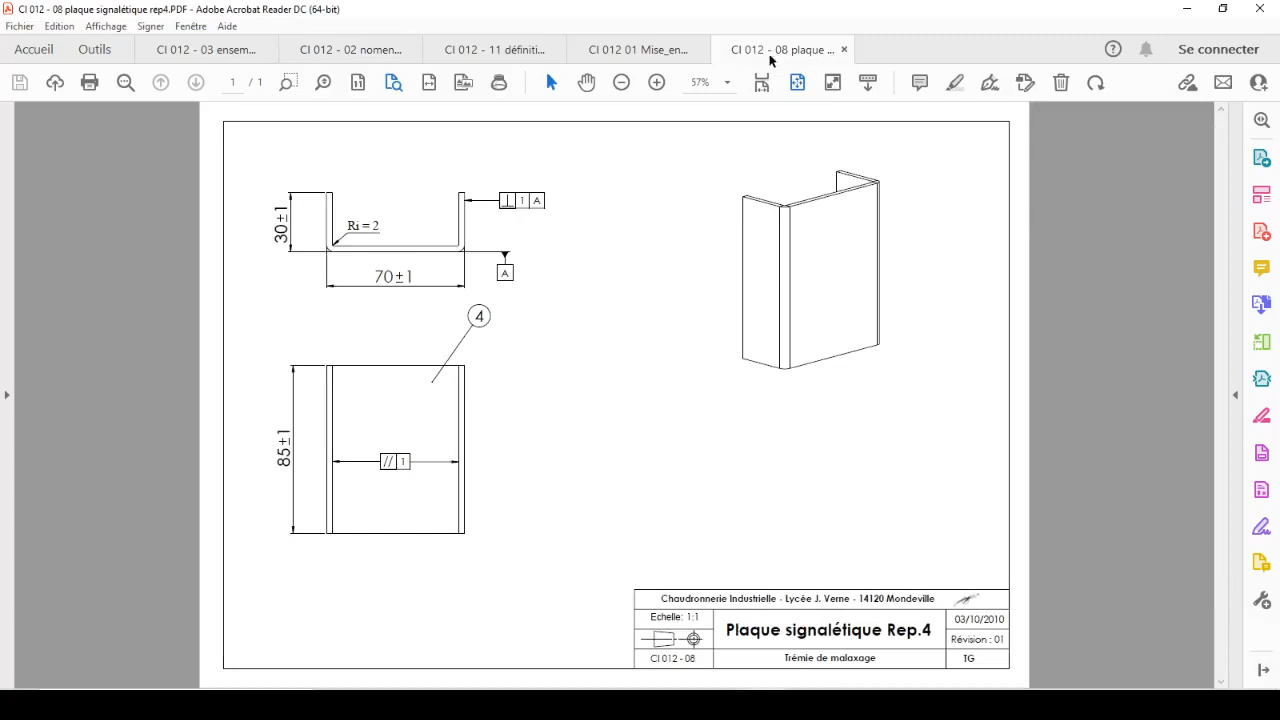 CI 012 - 08 plaque signalétique rep4.PDF - Adobe Acrobat Reader DC (64-bit)
Fichier Edition Affichage Signer Fenêtre Aide
Accueil Outils CI 012 - 03 ensem... CI 012 - 02 nomen... CI 012 - 11 définiti... CI 012 01 Mise_en... CI 012 - 08 plaque ... × Se connecter
1 / 1 57%
30±1
Ri = 2
⊥ 1 A
70±1
A
4
85±1
// 1
Chaudronnerie Industrielle - Lycée J. Verne - 14120 Mondeville
Echelle: 1:1
Plaque signalétique Rep.4
03/10/2010
Révision : 01
CI 012 - 08
Trémie de malaxage
TG